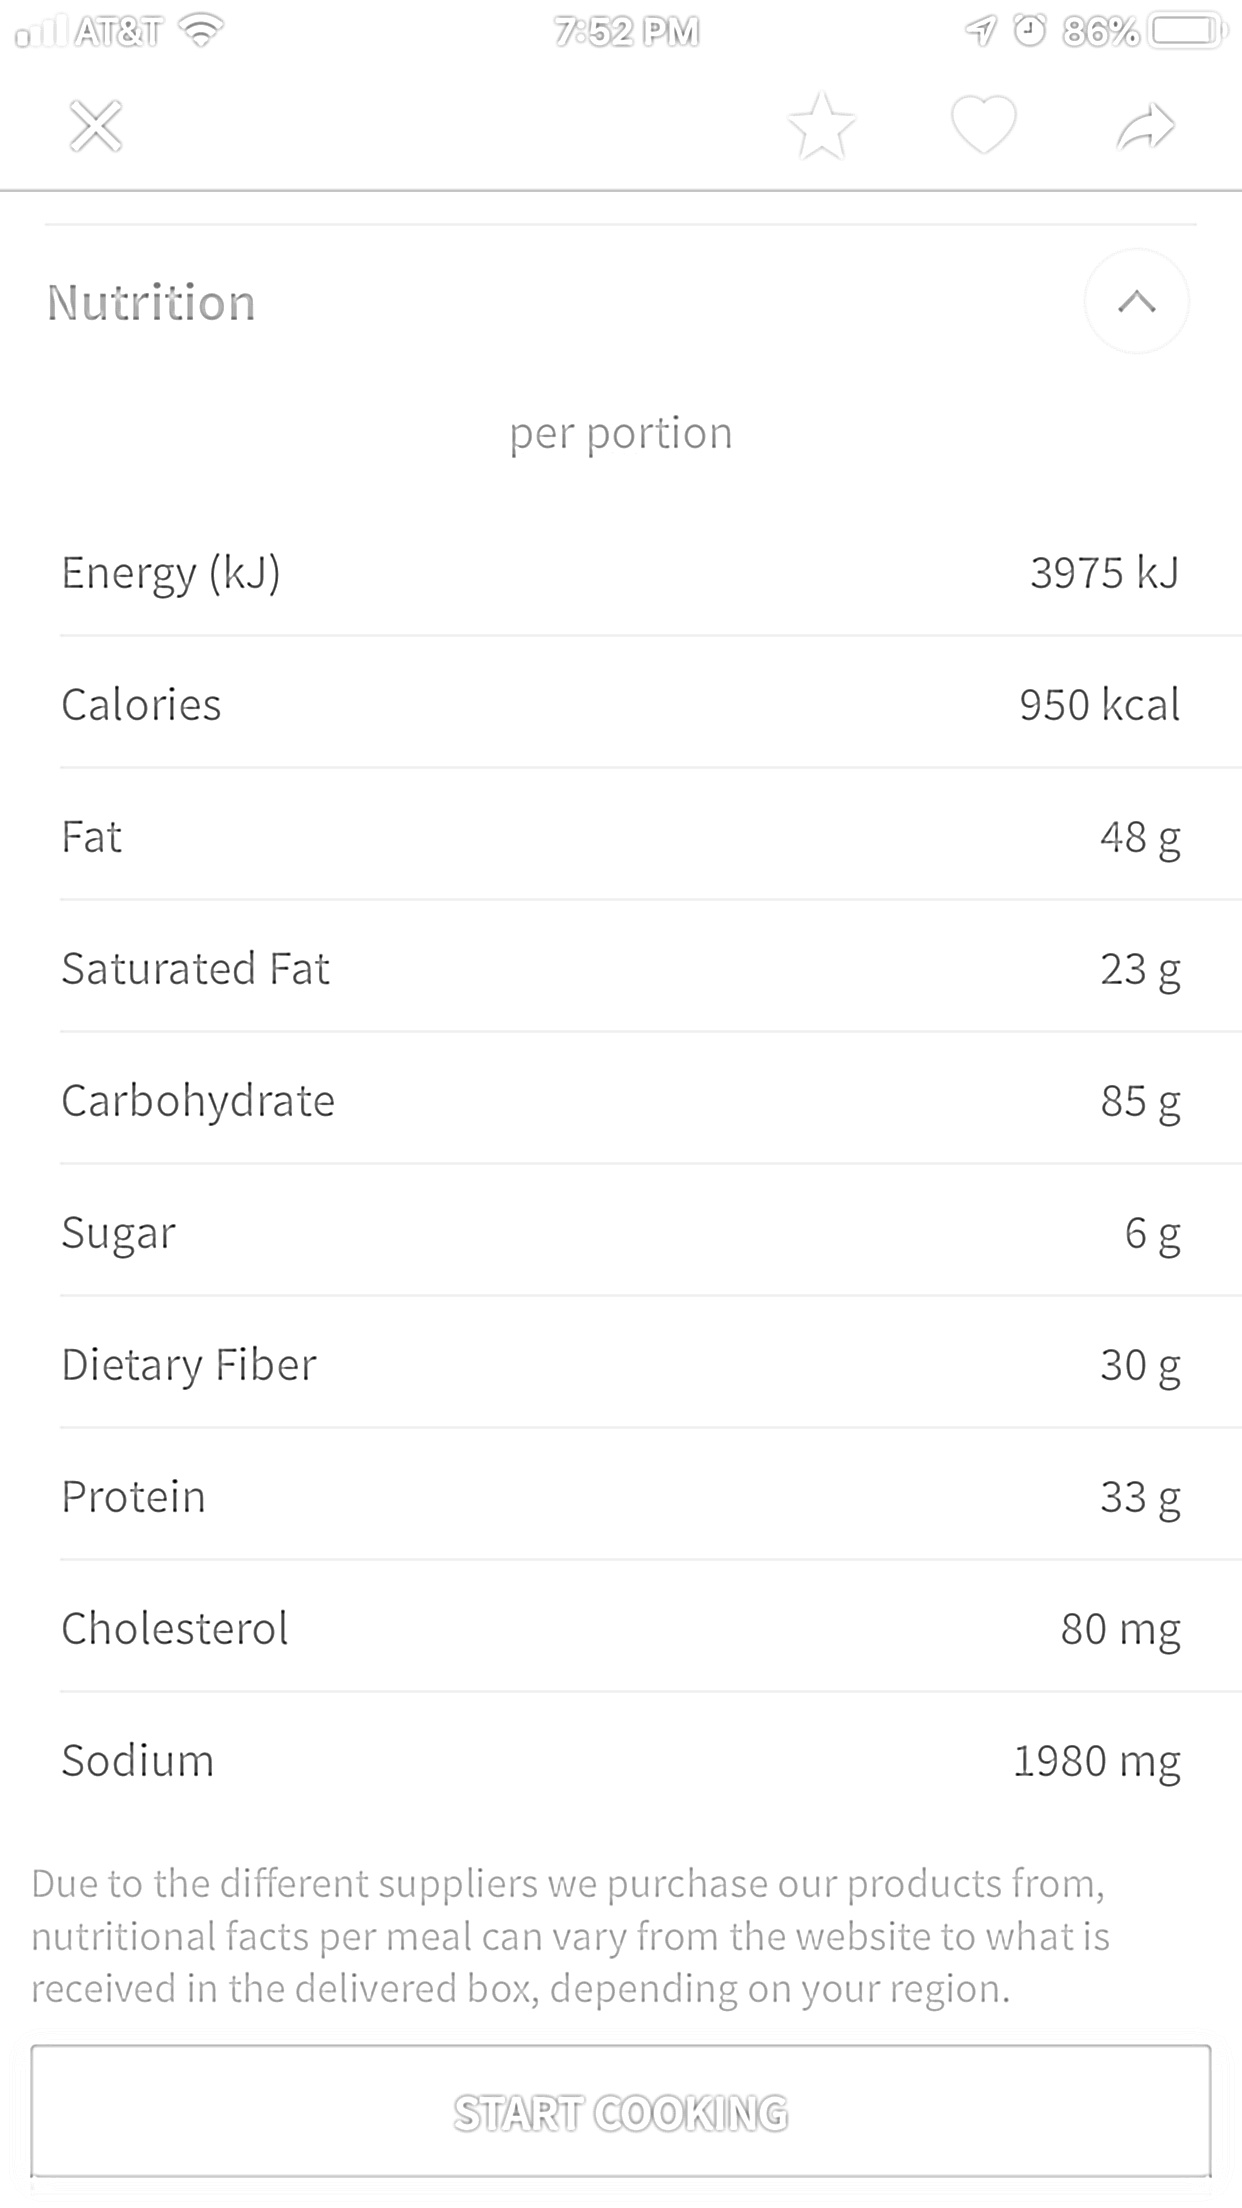 AT&T 7:52 PM 86%
Nutrition
per portion
Energy (kJ) 3975 kJ
Calories 950 kcal
Fat 48 g
Saturated Fat 23 g
Carbohydrate 85 g
Sugar 6 g
Dietary Fiber 30 g
Protein 33 g
Cholesterol 80 mg
Sodium 1980 mg
Due to the different suppliers we purchase our products from,
nutritional facts per meal can vary from the website to what is
received in the delivered box, depending on your region.
START COOKING